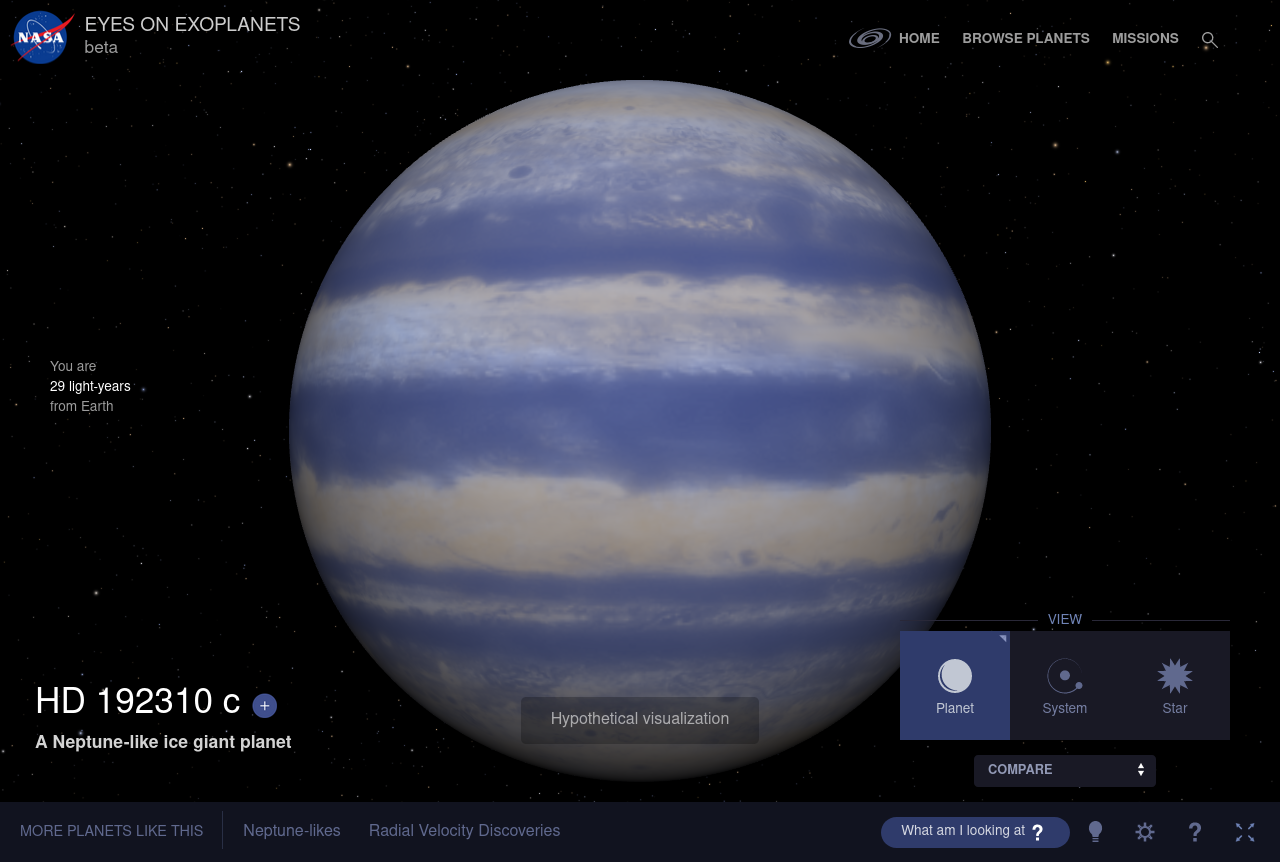 NASA
EYES ON EXOPLANETS
beta
HOME
BROWSE PLANETS
MISSIONS
You are
29 light-years
from Earth
HD 192310 c +
A Neptune-like ice giant planet
Hypothetical visualization
VIEW
Planet
System
Star
COMPARE
MORE PLANETS LIKE THIS
Neptune-likes
Radial Velocity Discoveries
What am I looking at ?
?